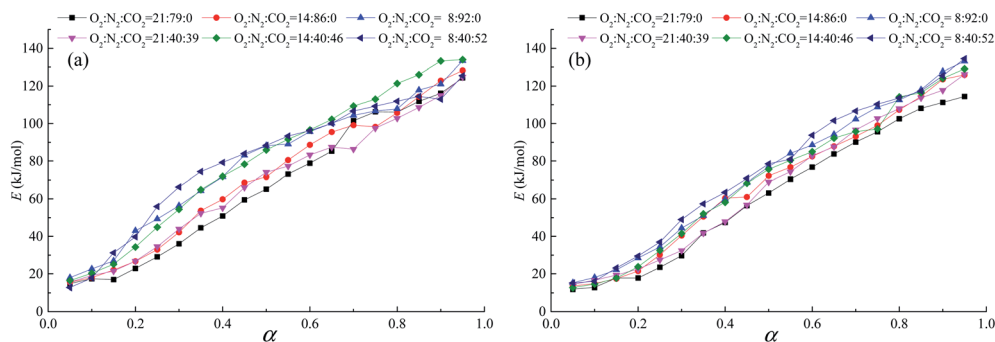 O2:N2:CO2=21:79:0 O2:N2:CO2=14:86:0 O2:N2:CO2= 8:92:0
O2:N2:CO2=21:40:39 O2:N2:CO2=14:40:46 O2:N2:CO2= 8:40:52
(a)
140
120
100
80
60
40
20
0
E (kJ/mol)
0.0 0.2 0.4 0.6 0.8 1.0
α
O2:N2:CO2=21:79:0 O2:N2:CO2=14:86:0 O2:N2:CO2= 8:92:0
O2:N2:CO2=21:40:39 O2:N2:CO2=14:40:46 O2:N2:CO2= 8:40:52
(b)
140
120
100
80
60
40
20
0
E (kJ/mol)
0.0 0.2 0.4 0.6 0.8 1.0
α